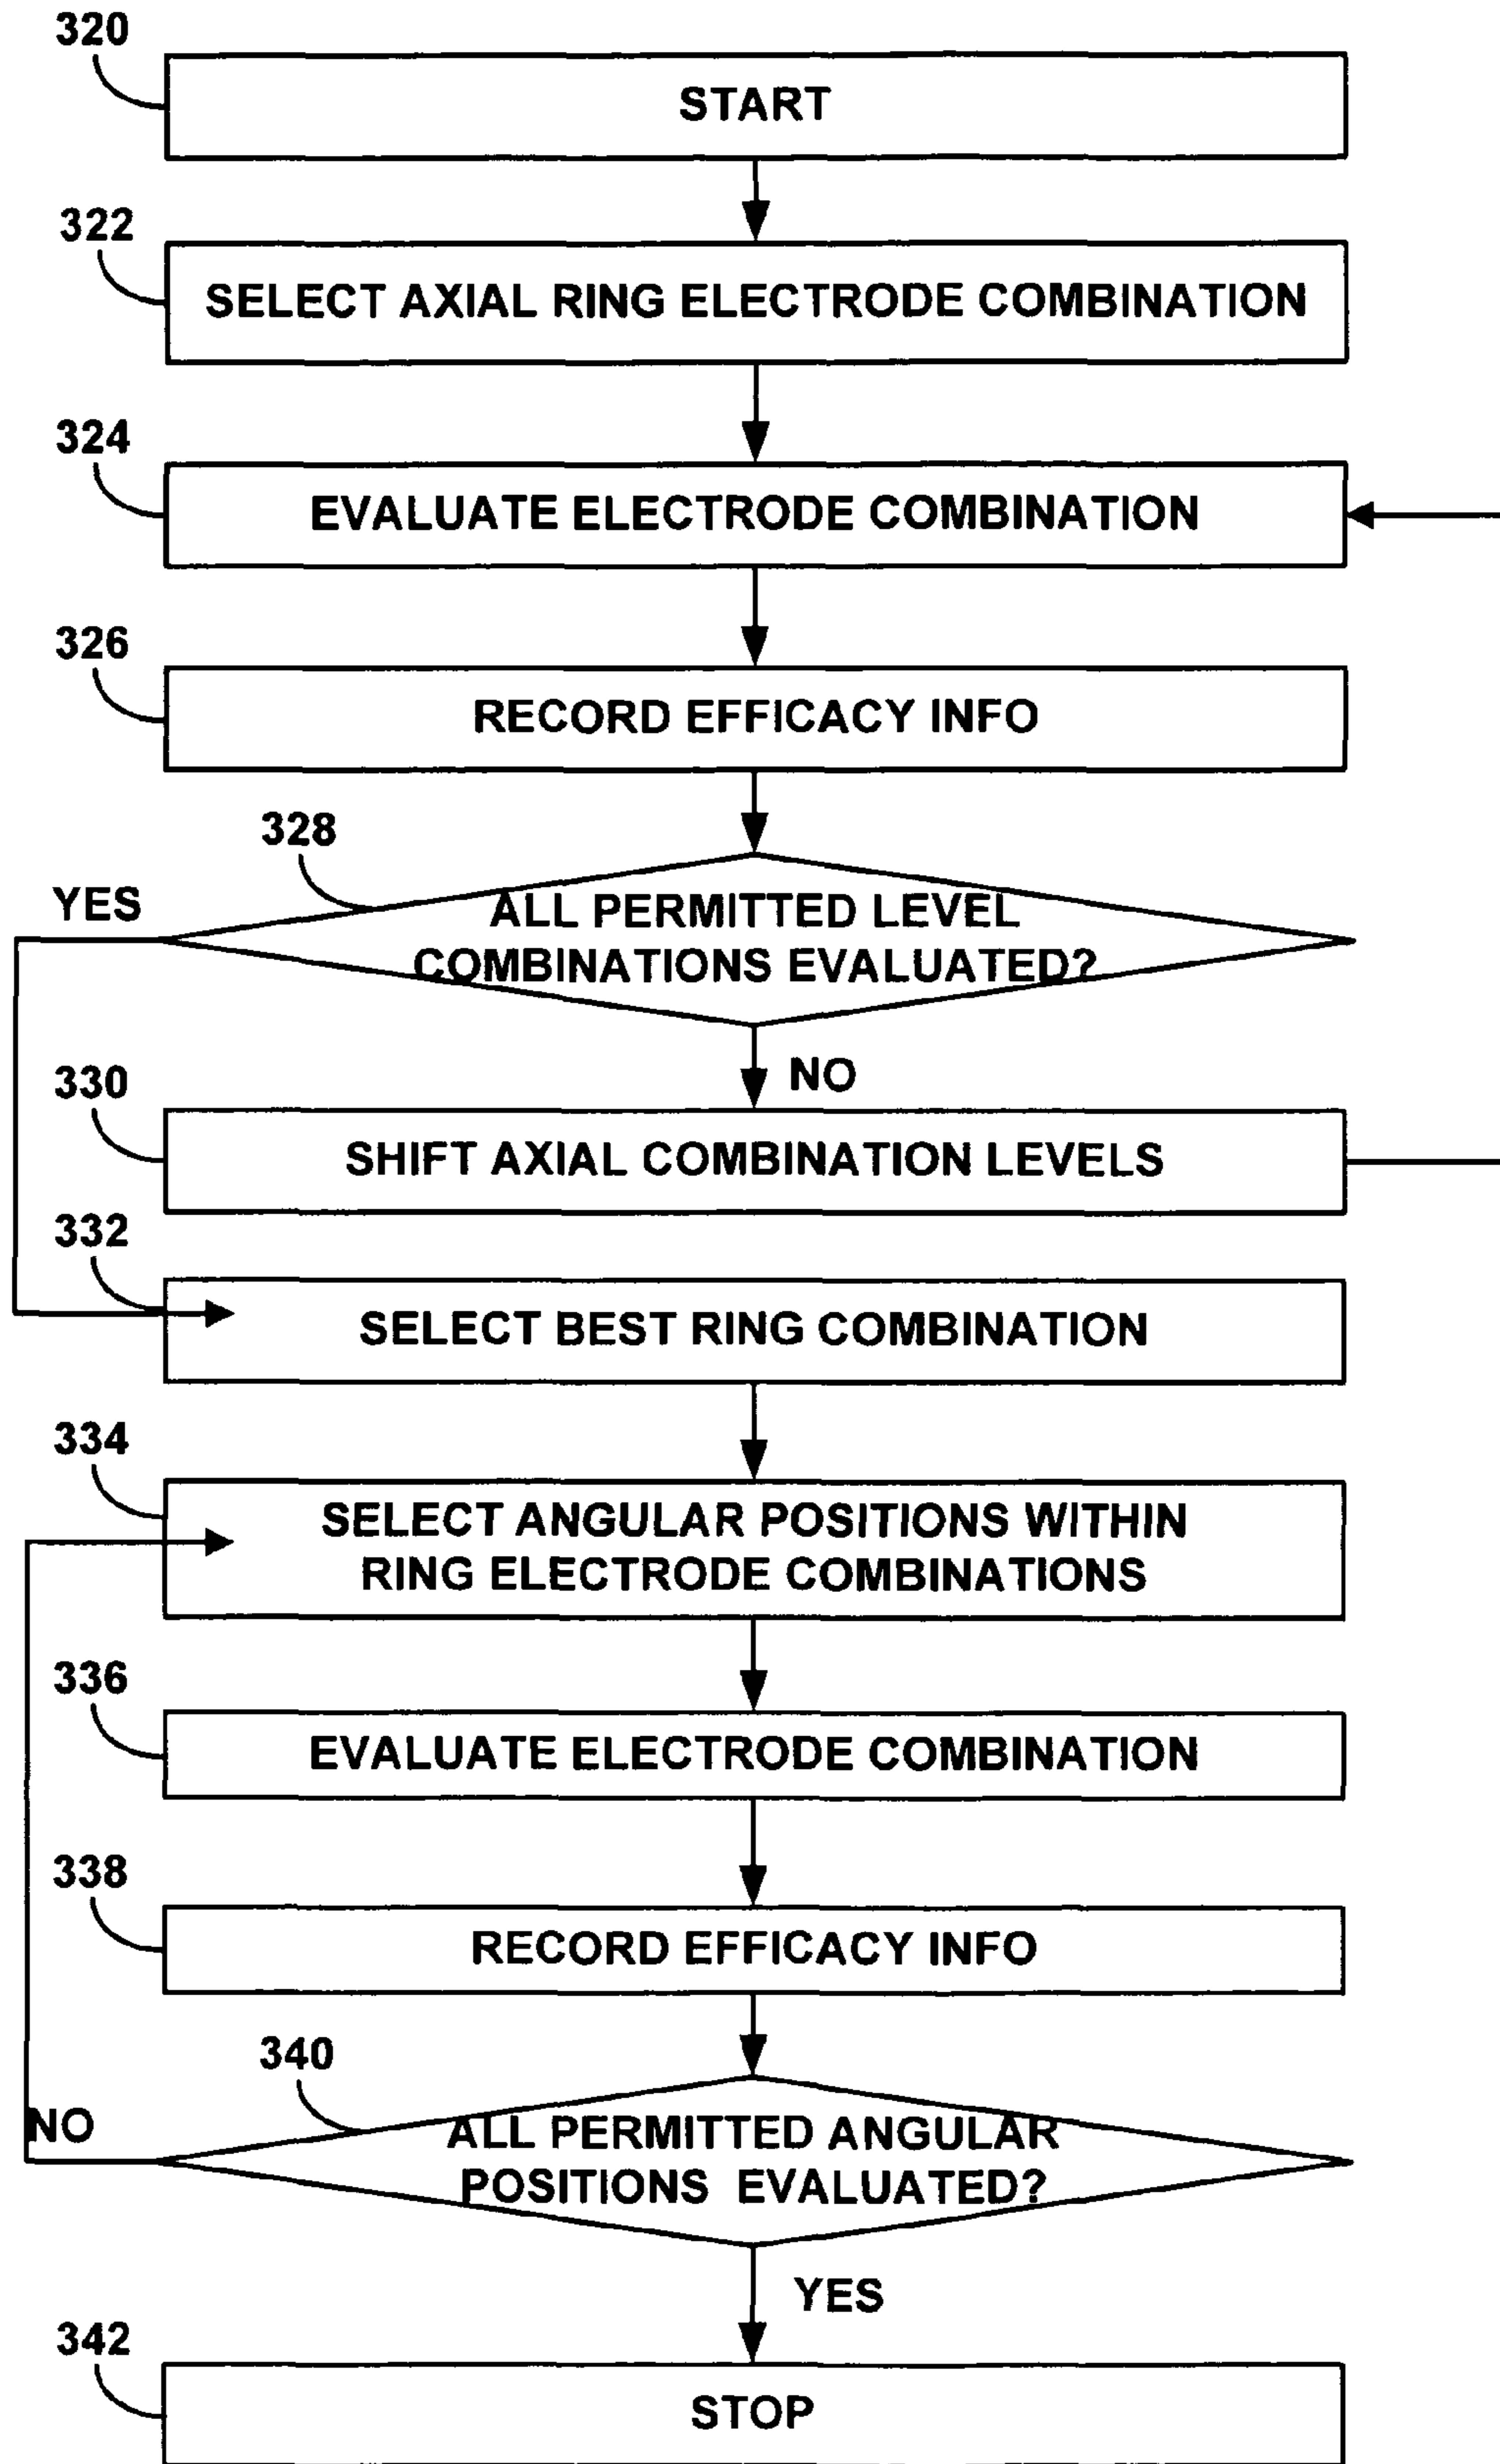 320
START
322
SELECT AXIAL RING ELECTRODE COMBINATION
324
EVALUATE ELECTRODE COMBINATION
326
RECORD EFFICACY INFO
328
YES
ALL PERMITTED LEVEL
COMBINATIONS EVALUATED?
NO
330
SHIFT AXIAL COMBINATION LEVELS
332
SELECT BEST RING COMBINATION
334
SELECT ANGULAR POSITIONS WITHIN
RING ELECTRODE COMBINATIONS
336
EVALUATE ELECTRODE COMBINATION
338
RECORD EFFICACY INFO
340
NO
ALL PERMITTED ANGULAR
POSITIONS EVALUATED?
YES
342
STOP